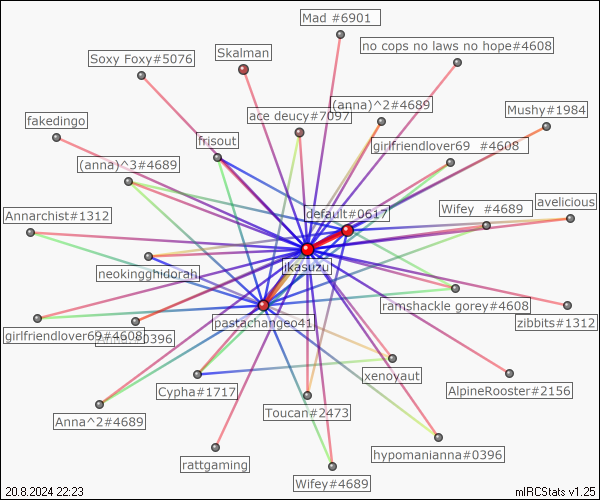 Mad #6901
no cops no laws no hope#4608
Skalman
Soxy Foxy#5076
(anna)^2#4689
Mushy#1984
ace deucy#7097
fakedingo
frisout
girlfriendlover69 #4608
(anna)^3#4689
avelicious
Wifey #4689
default#0617
Annarchist#1312
jkasuzu
neokingghidorah
ramshackle gorey#4608
zibbits#1312
pastachangeo41
girlfriendlover69#4608
#0396
xenoyaut
Cypha#1717
AlpineRooster#2156
Toucan#2473
Anna^2#4689
hypomanianna#0396
rattgaming
Wifey#4689
20.8.2024 22:23
mIRCStats v1.25